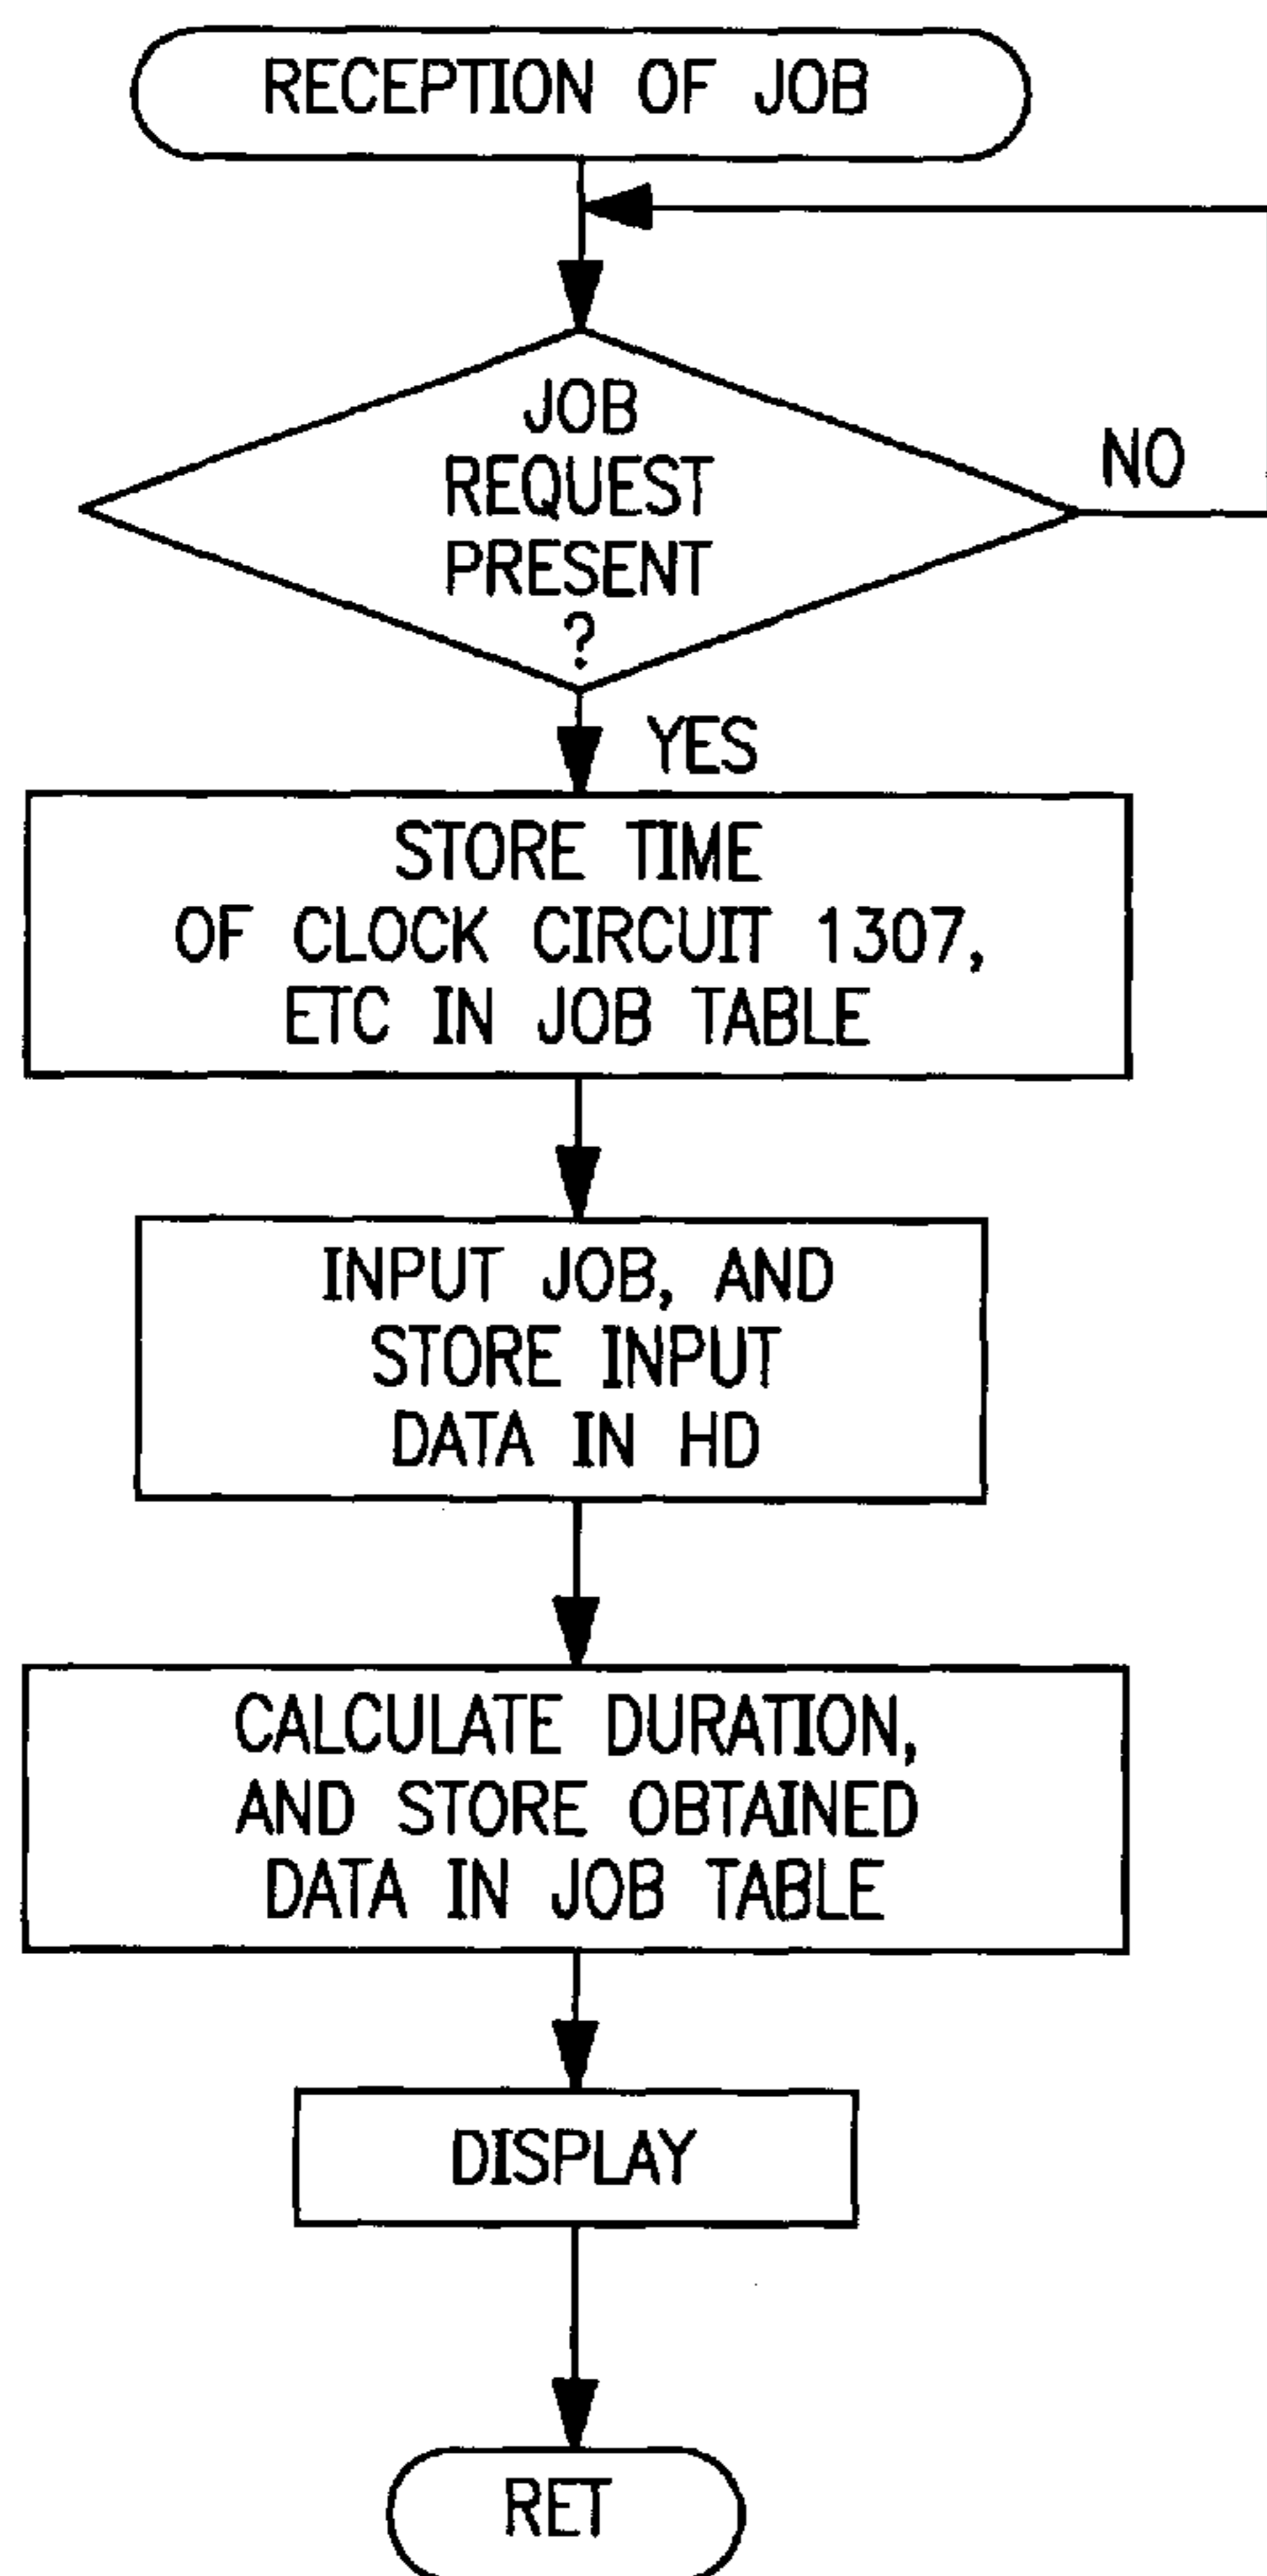 RECEPTION OF JOB
JOB
REQUEST
PRESENT
?
NO
YES
STORE TIME
OF CLOCK CIRCUIT 1307,
ETC IN JOB TABLE
INPUT JOB, AND
STORE INPUT
DATA IN HD
CALCULATE DURATION,
AND STORE OBTAINED
DATA IN JOB TABLE
DISPLAY
RET